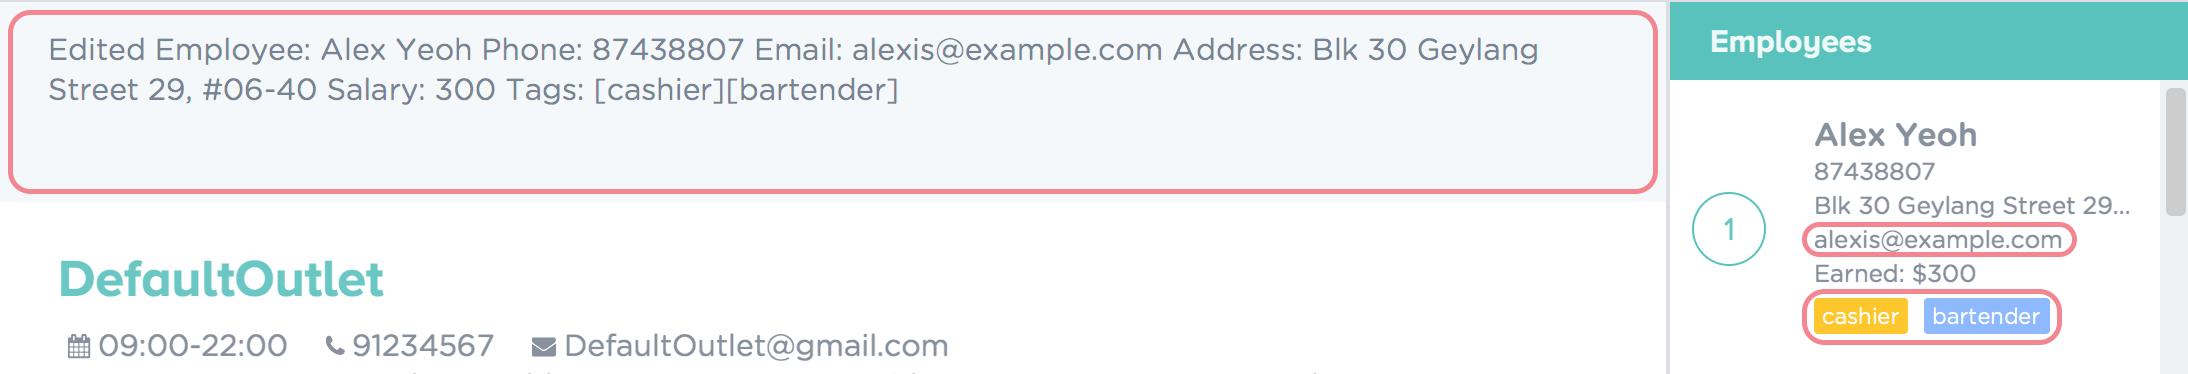 Edited Employee: Alex Yeoh Phone: 87438807 Email: alexis@example.com Address: Blk 30 Geylang
Street 29, #06-40 Salary: 300 Tags: [cashier][bartender]
DefaultOutlet
09:00-22:00 91234567 DefaultOutlet@gmail.com
Employees
1
Alex Yeoh
87438807
Blk 30 Geylang Street 29...
alexis@example.com
Earned: $300
cashier bartender